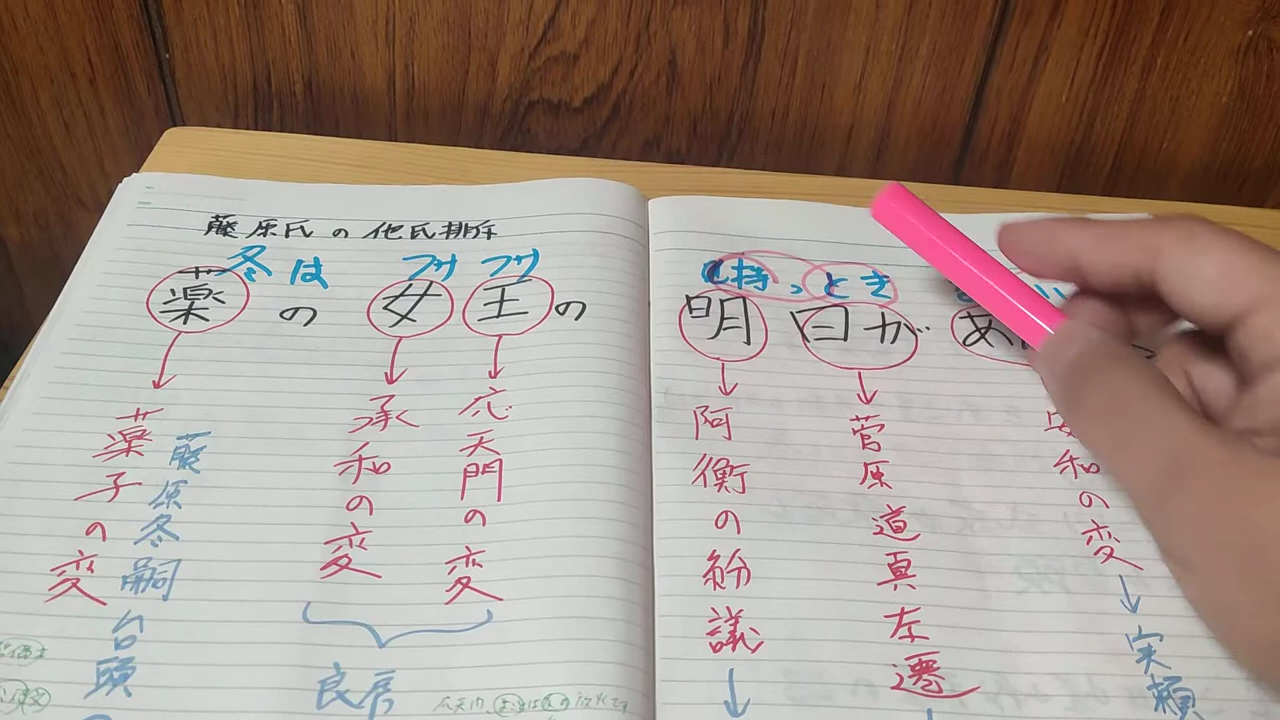 藤原氏の他氏排斥
冬は フサ フサ
薬の女王の
薬子の変
藤原冬嗣台頭
承和の変
応天門の変
良房
持っとき
明日があ
阿衡の紛議
菅原道真左遷
安和の変
実頼